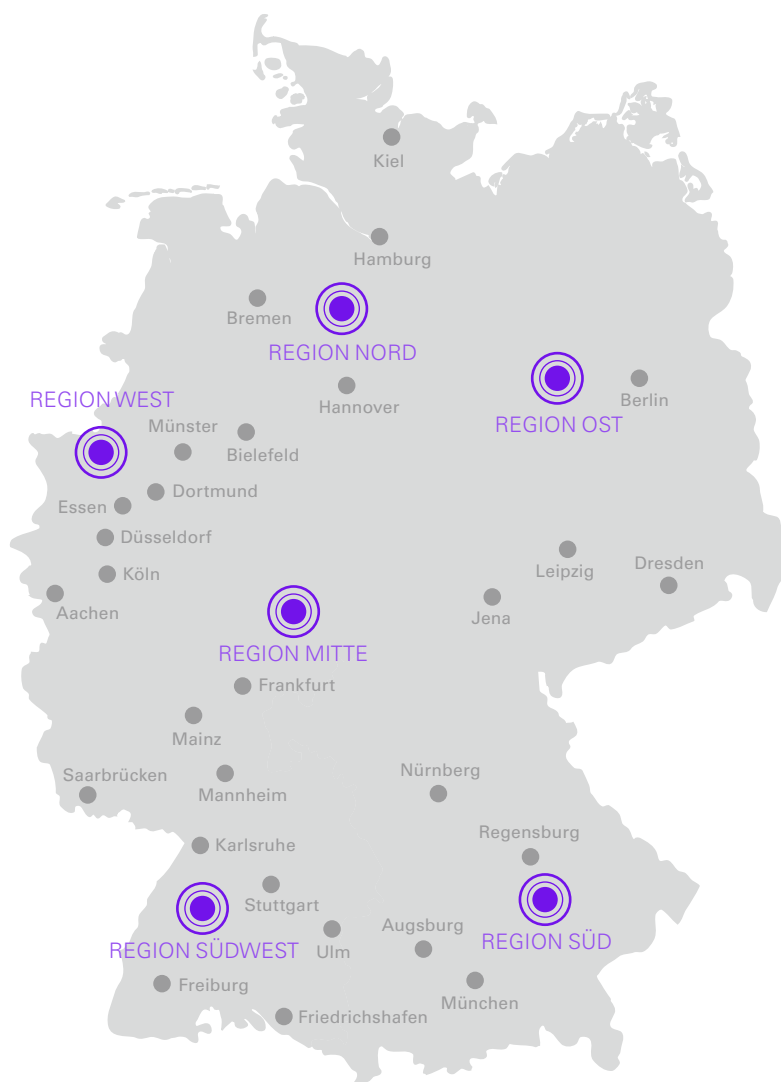 Kiel
Hamburg
Bremen
REGION NORD
Hannover
Berlin
REGION WEST
REGION OST
Münster
Bielefeld
Dortmund
Essen
Düsseldorf
Leipzig
Dresden
Köln
Aachen
Jena
REGION MITTE
Frankfurt
Mainz
Saarbrücken
Mannheim
Nürnberg
Regensburg
Karlsruhe
Stuttgart
Augsburg
REGION SÜD
REGION SÜDWEST
Ulm
Freiburg
München
Friedrichshafen